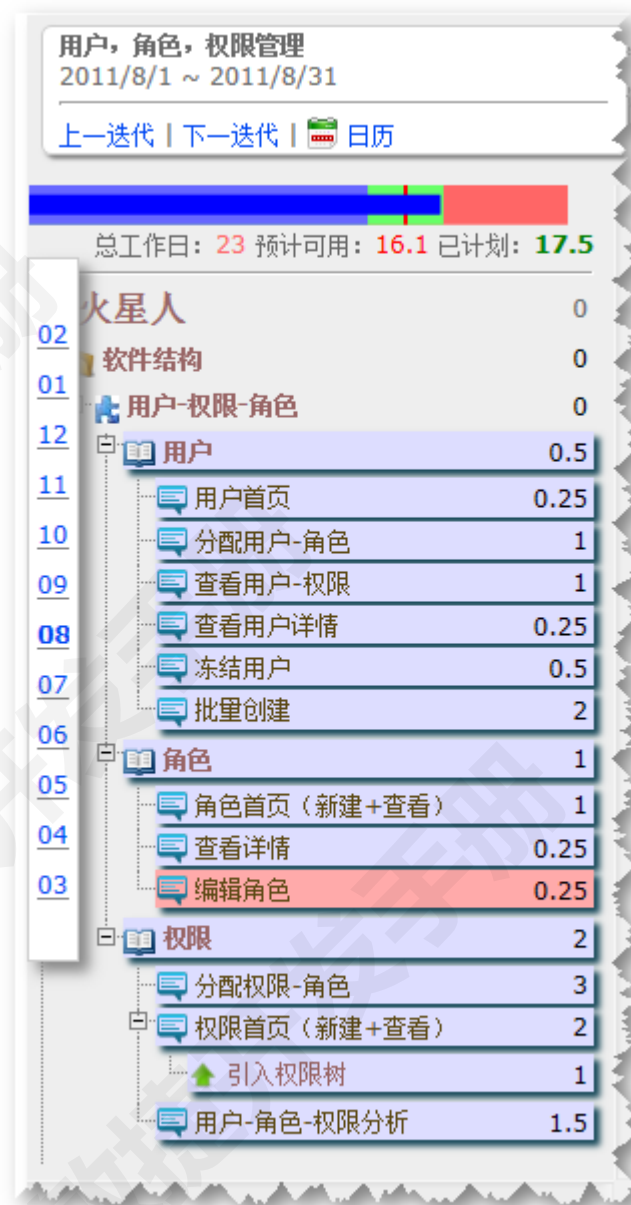 用户，角色，权限管理
2011/8/1 ~ 2011/8/31
上一迭代 | 下一迭代 | 日历
总工作日：23 预计可用：16.1 已计划：17.5
火星人 0
软件结构 0
用户-权限-角色 0
用户 0.5
用户首页 0.25
分配用户-角色 1
查看用户-权限 1
查看用户详情 0.25
冻结用户 0.5
批里创建 2
角色 1
角色首页（新建+查看） 1
查看详情 0.25
编辑角色 0.25
权限 2
分配权限-角色 3
权限首页（新建+查看） 2
引入权限树 1
用户-角色-权限分析 1.5
02
01
12
11
10
09
08
07
06
05
04
03